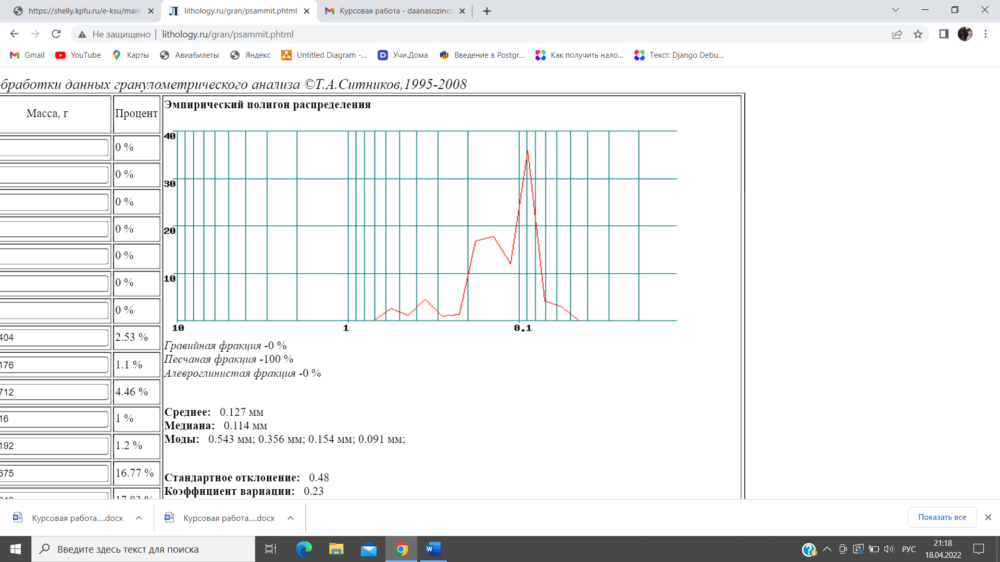 https://shelly.kpfu.ru/e-ksu/main
lithology.ru/gran/psammit.phtml
Курсовая работа - daanasozinov
Не защищено
lithology.ru/gran/psammit.phtml
Gmail
YouTube
Карты
Авиабилеты
Яндекс
Untitled Diagram -...
Учи.Дома
Введение в Postgr...
Как получить нало...
Текст: Django Debu...
обработки данных гранулометрического анализа ©Т.А.Ситников,1995-2008
Масса, г
Процент
0 %
0 %
0 %
0 %
0 %
0 %
0 %
404
2.53 %
176
1.1 %
712
4.46 %
16
1 %
192
1.2 %
675
16.77 %
17.83 %
Эмпирический полигон распределения
40
30
20
10
10
1
0.1
Гравийная фракция -0 %
Песчаная фракция -100 %
Алевроглинистая фракция -0 %
Среднее: 0.127 мм
Медиана: 0.114 мм
Моды: 0.543 мм; 0.356 мм; 0.154 мм; 0.091 мм;
Стандартное отклонение: 0.48
Коэффициент вариации: 0.23
Курсовая работа....docx
Курсовая работа....docx
Показать все
Введите здесь текст для поиска
РУС
21:18
18.04.2022